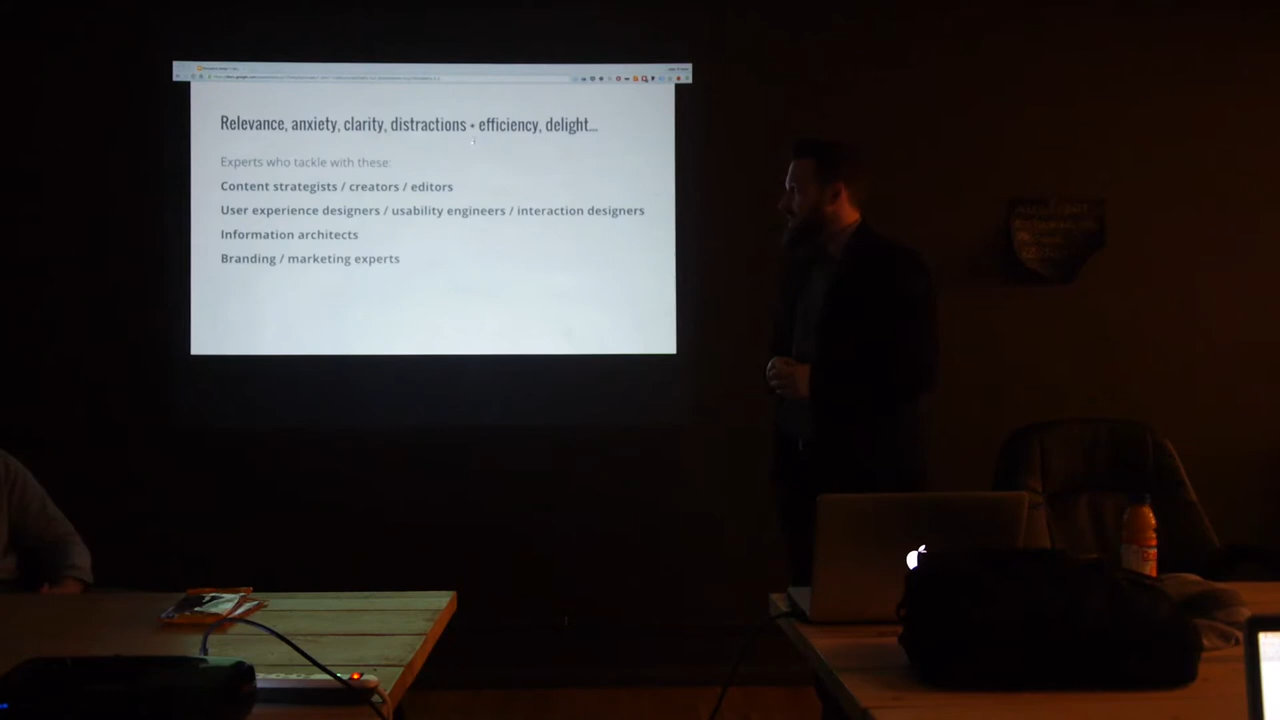 Relevance, anxiety, clarity, distractions + efficiency, delight...
Experts who tackle with these:
Content strategists / creators / editors
User experience designers / usability engineers / interaction designers
Information architects
Branding / marketing experts